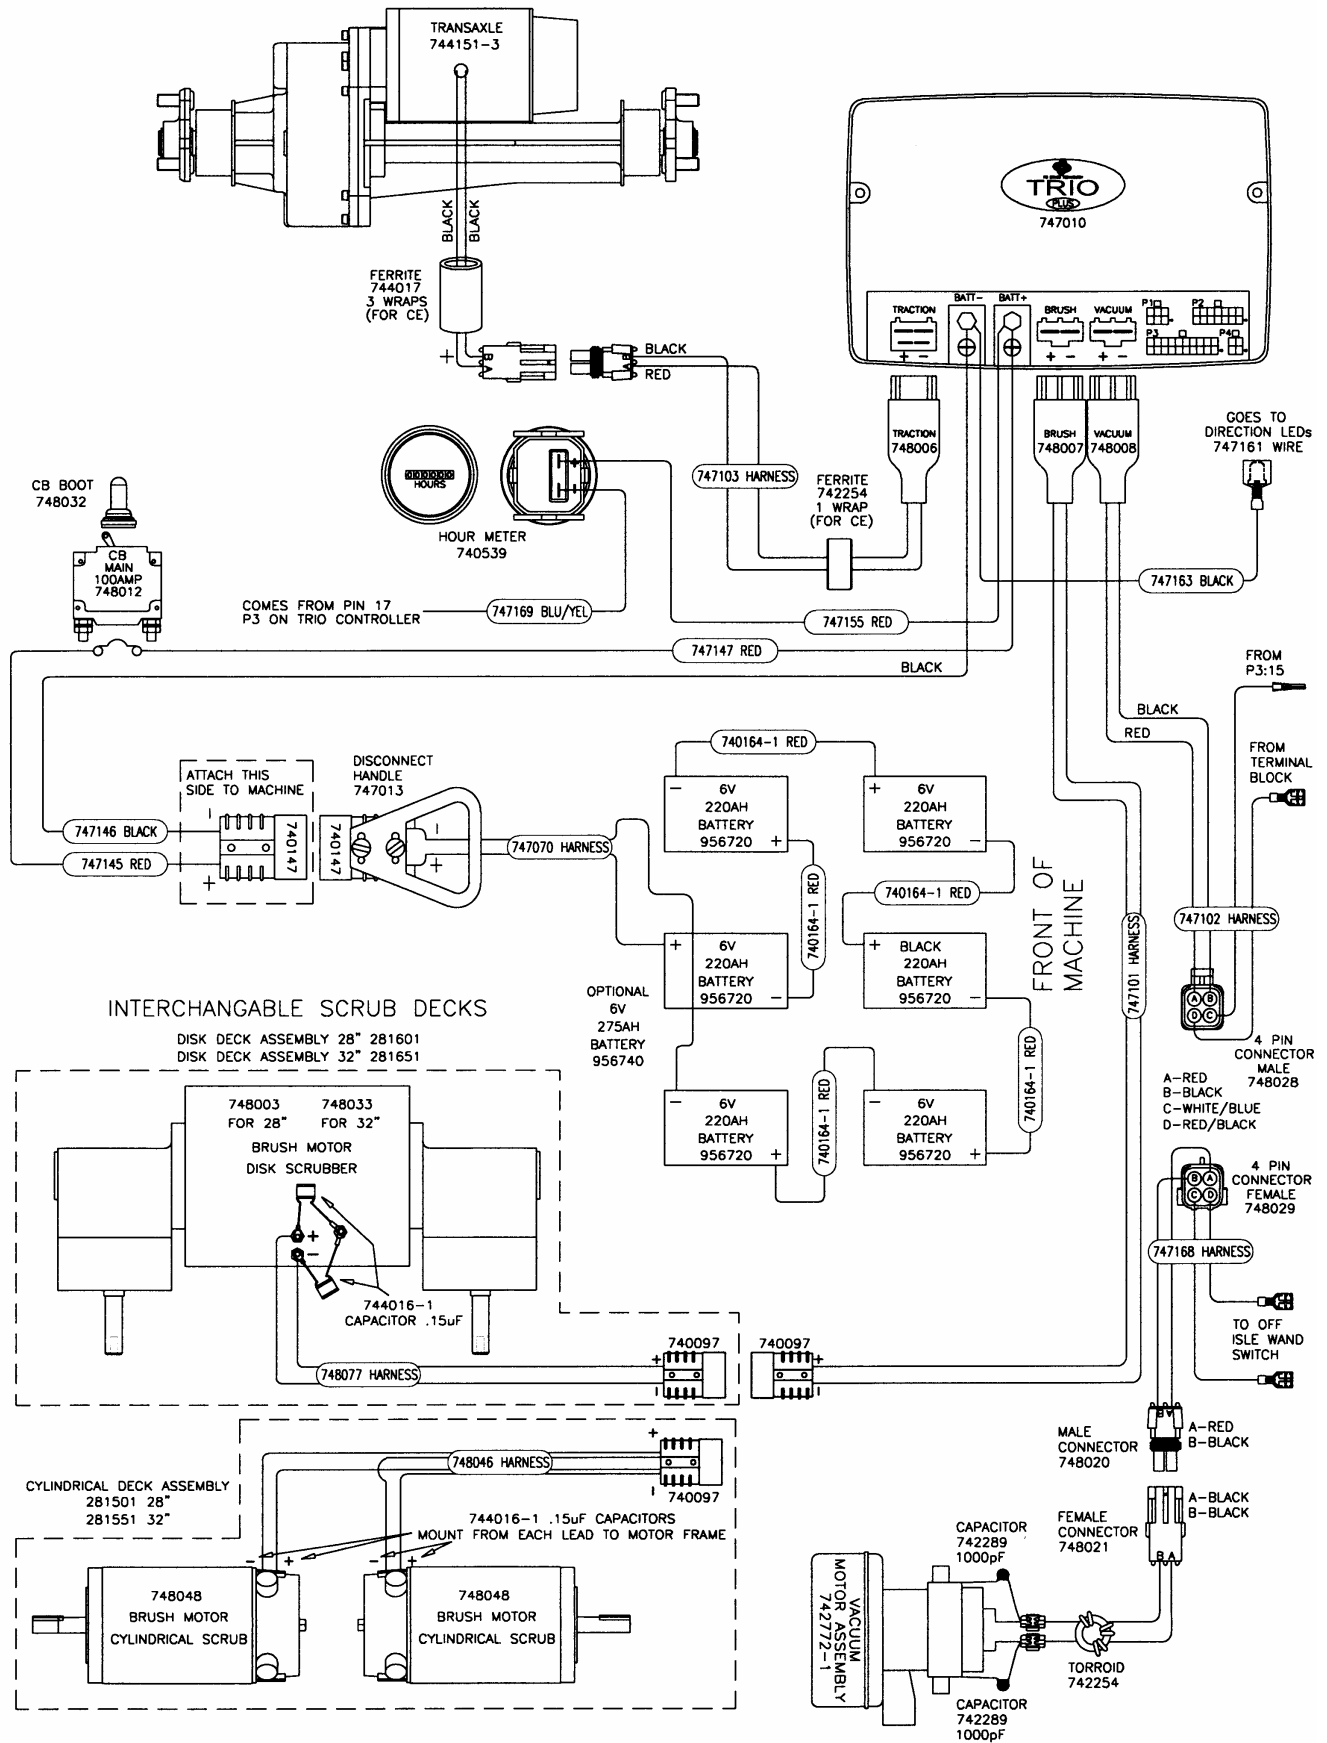 TRANSAXLE
744151-3
BLACK
BLACK
FERRITE
744017
3 WRAPS
(FOR CE)
+
B
A
B
A
BLACK
RED
TRIO
PLUS
747010
TRACTION
+ -
BATT-
BATT+
BRUSH
+ -
VACUUM
+ -
P1
P2
P3
P4
TRACTION
748006
BRUSH
748007
VACUUM
748008
GOES TO
DIRECTION LEDs
747161 WIRE
747103 HARNESS
FERRITE
742254
1 WRAP
(FOR CE)
HOURS
+
-
HOUR METER
740539
CB BOOT
748032
CB
MAIN
100AMP
748012
COMES FROM PIN 17
P3 ON TRIO CONTROLLER
747169 BLU/YEL
747163 BLACK
747155 RED
747147 RED
BLACK
FROM
P3:15
BLACK
RED
FROM
TERMINAL
BLOCK
ATTACH THIS
SIDE TO MACHINE
DISCONNECT
HANDLE
747013
747146 BLACK
747145 RED
-
+
740147
740147
-
+
747070 HARNESS
740164-1 RED
-
6V
220AH
BATTERY
956720
+
+
6V
220AH
BATTERY
956720
-
740164-1 RED
740164-1 RED
+
6V
220AH
BATTERY
956720
-
+
BLACK
220AH
BATTERY
956720
-
FRONT OF
MACHINE
747101 HARNESS
747102 HARNESS
A B
D C
4 PIN
CONNECTOR
MALE
748028
A-RED
B-BLACK
C-WHITE/BLUE
D-RED/BLACK
OPTIONAL
6V
275AH
BATTERY
956740
740164-1 RED
740164-1 RED
-
6V
220AH
BATTERY
956720
+
-
6V
220AH
BATTERY
956720
+
INTERCHANGABLE SCRUB DECKS
DISK DECK ASSEMBLY 28" 281601
DISK DECK ASSEMBLY 32" 281651
748003
FOR 28"
748033
FOR 32"
BRUSH MOTOR
DISK SCRUBBER
+
-
744016-1
CAPACITOR .15uF
748077 HARNESS
740097
+
-
740097
+
-
B A
C D
4 PIN
CONNECTOR
FEMALE
748029
747168 HARNESS
TO OFF
ISLE WAND
SWITCH
CYLINDRICAL DECK ASSEMBLY
281501 28"
281551 32"
748046 HARNESS
+
-
740097
744016-1 .15uF CAPACITORS
MOUNT FROM EACH LEAD TO MOTOR FRAME
- +
- +
748048
BRUSH MOTOR
CYLINDRICAL SCRUB
748048
BRUSH MOTOR
CYLINDRICAL SCRUB
MALE
CONNECTOR
748020
B A
A-RED
B-BLACK
FEMALE
CONNECTOR
748021
B A
A-BLACK
B-BLACK
CAPACITOR
742289
1000pF
VACUUM
MOTOR ASSEMBLY
742772-1
TORROID
742254
CAPACITOR
742289
1000pF